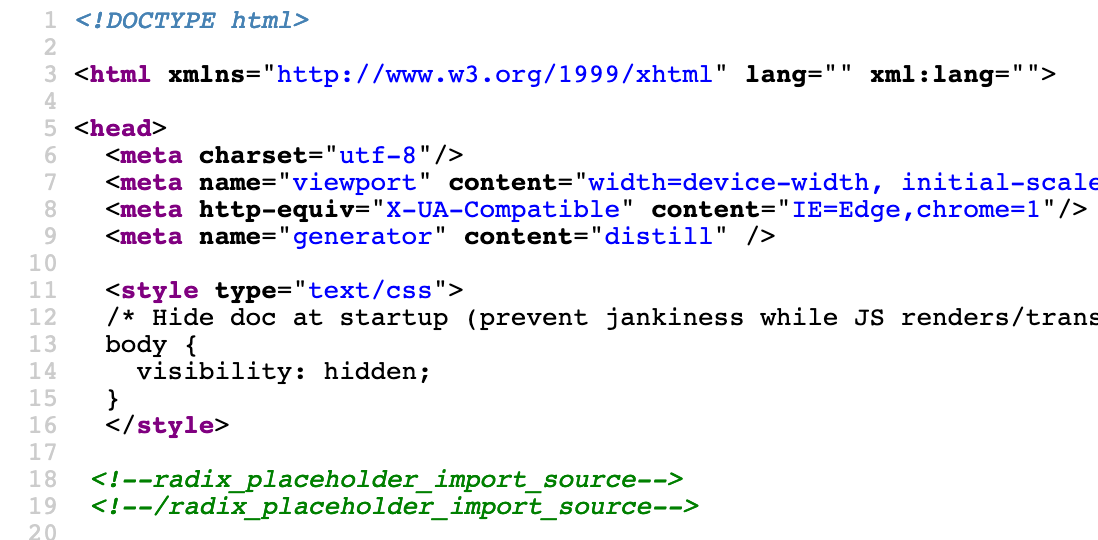 1 <!DOCTYPE html>
2
3 <html xmlns="http://www.w3.org/1999/xhtml" lang="" xml:lang="">
4
5 <head>
6   <meta charset="utf-8"/>
7   <meta name="viewport" content="width=device-width, initial-scale
8   <meta http-equiv="X-UA-Compatible" content="IE=Edge,chrome=1"/>
9   <meta name="generator" content="distill" />
10
11   <style type="text/css">
12   /* Hide doc at startup (prevent jankiness while JS renders/trans
13   body {
14     visibility: hidden;
15   }
16   </style>
17
18  <!--radix_placeholder_import_source-->
19  <!--/radix_placeholder_import_source-->
20